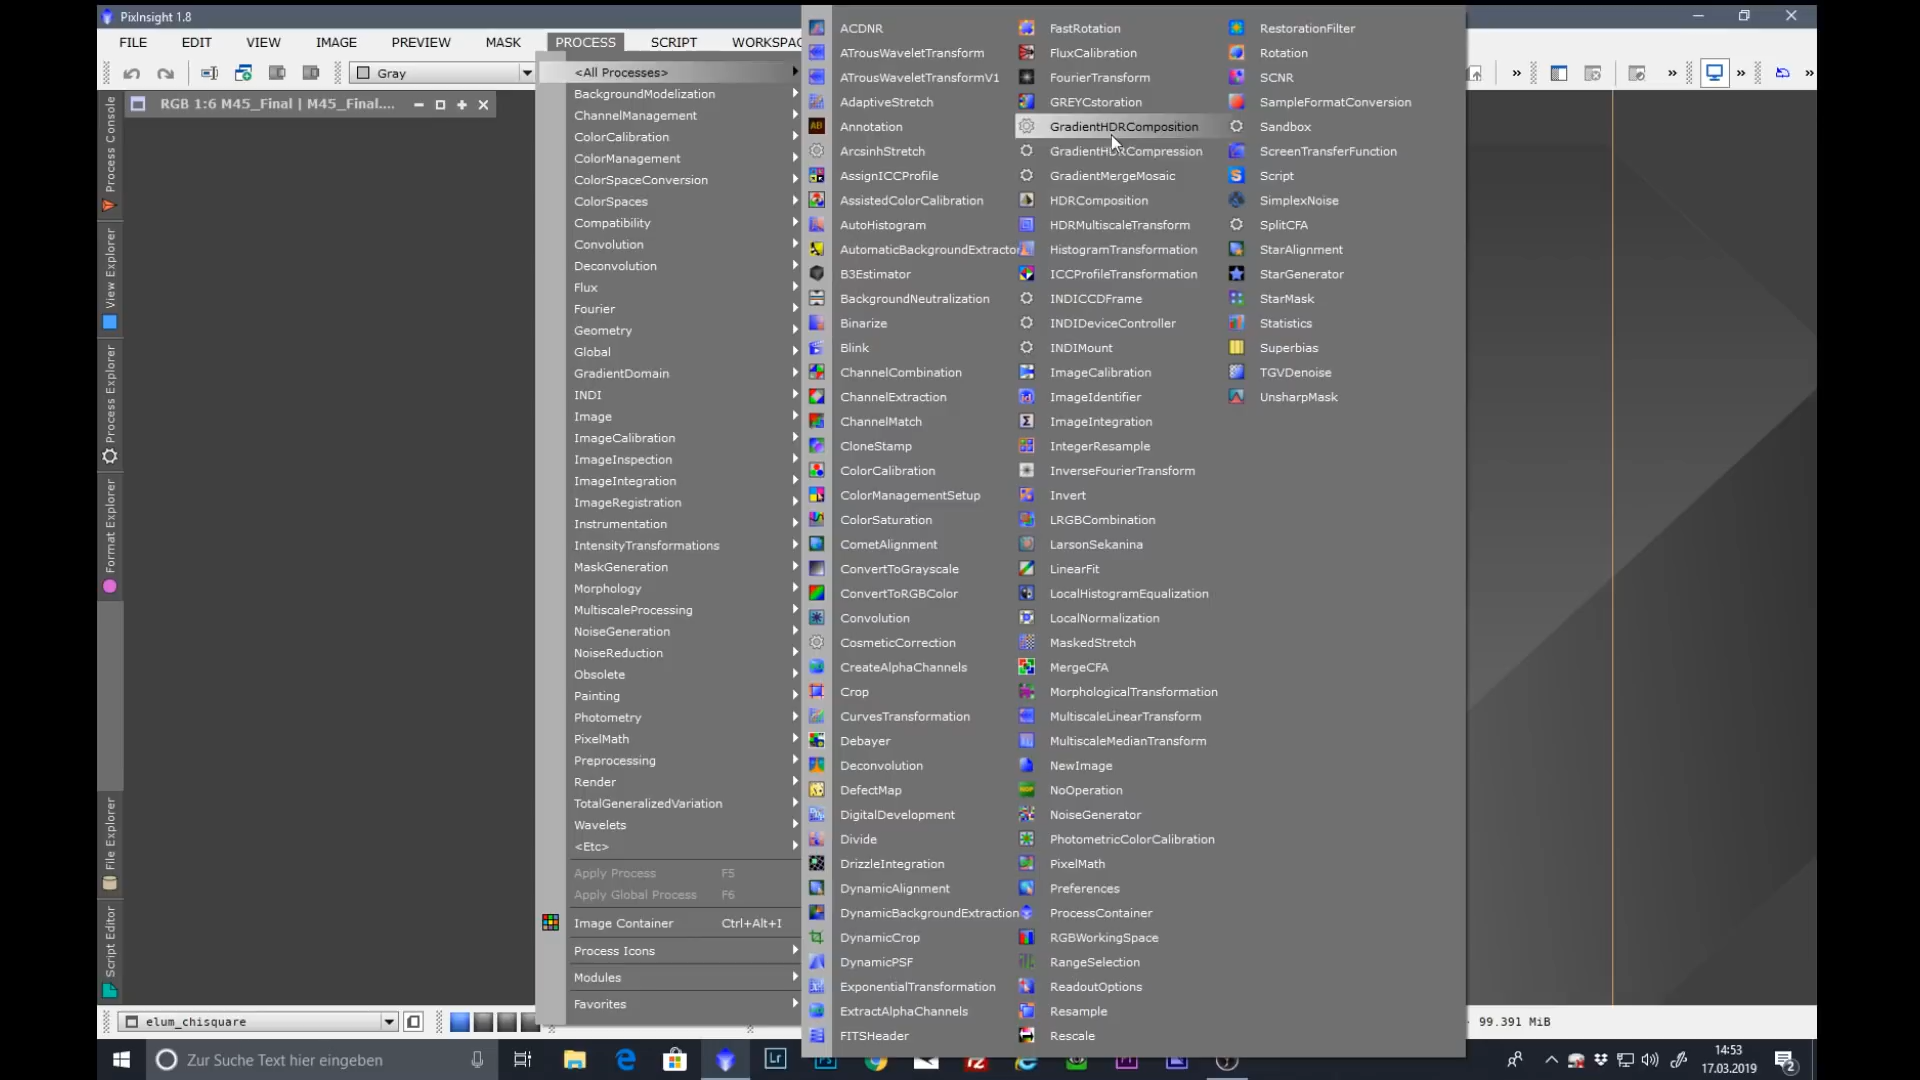 PixInsight 1.8
FILE
EDIT
VIEW
IMAGE
PREVIEW
MASK
PROCESS
SCRIPT
WORKSPAC
Gray
RGB 1:6 M45_Final | M45_Final....
Process Console
View Explorer
Process Explorer
Format Explorer
File Explorer
Script Editor
<All Processes>
BackgroundModelization
ChannelManagement
ColorCalibration
ColorManagement
ColorSpaceConversion
ColorSpaces
Compatibility
Convolution
Deconvolution
Flux
Fourier
Geometry
Global
GradientDomain
INDI
Image
ImageCalibration
ImageInspection
ImageIntegration
ImageRegistration
Instrumentation
IntensityTransformations
MaskGeneration
Morphology
MultiscaleProcessing
NoiseGeneration
NoiseReduction
Obsolete
Painting
Photometry
PixelMath
Preprocessing
Render
TotalGeneralizedVariation
Wavelets
<Etc>
Apply Process F5
Apply Global Process F6
Image Container Ctrl+Alt+I
Process Icons
Modules
Favorites
ACDNR
ATrousWaveletTransform
ATrousWaveletTransformV1
AdaptiveStretch
Annotation
ArcsinhStretch
AssignICCProfile
AssistedColorCalibration
AutoHistogram
AutomaticBackgroundExtractor
B3Estimator
BackgroundNeutralization
Binarize
Blink
ChannelCombination
ChannelExtraction
ChannelMatch
CloneStamp
ColorCalibration
ColorManagementSetup
ColorSaturation
CometAlignment
ConvertToGrayscale
ConvertToRGBColor
Convolution
CosmeticCorrection
CreateAlphaChannels
Crop
CurvesTransformation
Debayer
Deconvolution
DefectMap
DigitalDevelopment
Divide
DrizzleIntegration
DynamicAlignment
DynamicBackgroundExtraction
DynamicCrop
DynamicPSF
ExponentialTransformation
ExtractAlphaChannels
FITSHeader
FastRotation
FluxCalibration
FourierTransform
GREYCstoration
GradientHDRComposition
GradientHDRCompression
GradientMergeMosaic
HDRComposition
HDRMultiscaleTransform
HistogramTransformation
ICCProfileTransformation
INDICCDFrame
INDIDeviceController
INDIMount
ImageCalibration
ImageIdentifier
ImageIntegration
IntegerResample
InverseFourierTransform
Invert
LRGBCombination
LarsonSekanina
LinearFit
LocalHistogramEqualization
LocalNormalization
MaskedStretch
MergeCFA
MorphologicalTransformation
MultiscaleLinearTransform
MultiscaleMedianTransform
NewImage
NoOperation
NoiseGenerator
PhotometricColorCalibration
PixelMath
Preferences
ProcessContainer
RGBWorkingSpace
RangeSelection
ReadoutOptions
Resample
Rescale
RestorationFilter
Rotation
SCNR
SampleFormatConversion
Sandbox
ScreenTransferFunction
Script
SimplexNoise
SplitCFA
StarAlignment
StarGenerator
StarMask
Statistics
Superbias
TGVDenoise
UnsharpMask
elum_chisquare
99.391 MiB
Zur Suche Text hier eingeben
14:53
17.03.2019
2